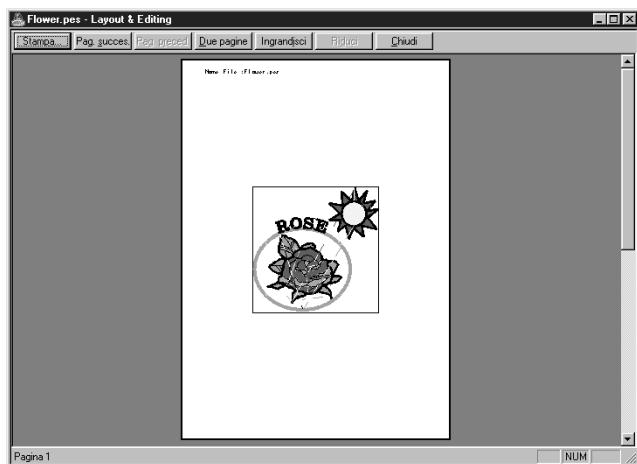 Flower.pes - Layout & Editing
Stampa... Pag. succes. Pag. preced. Due pagine Ingrandisci Riduci Chiudi
Nome File :Flower.pes
ROSE
Pagina 1 NUM